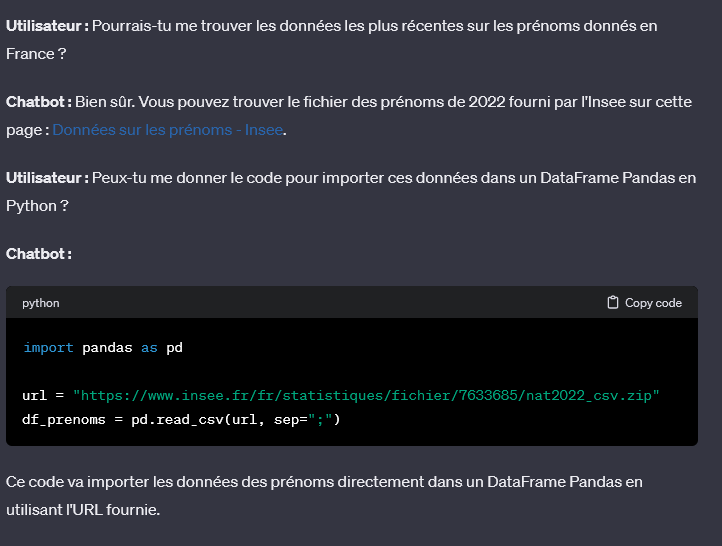 Utilisateur : Pourrais-tu me trouver les données les plus récentes sur les prénoms donnés en
France ?
Chatbot : Bien sûr. Vous pouvez trouver le fichier des prénoms de 2022 fourni par l'Insee sur cette
page : Données sur les prénoms - Insee.
Utilisateur : Peux-tu me donner le code pour importer ces données dans un DataFrame Pandas en
Python ?
Chatbot :
python Copy code
import pandas as pd
url = "https://www.insee.fr/fr/statistiques/fichier/7633685/nat2022_csv.zip"
df_prenoms = pd.read_csv(url, sep=";")
Ce code va importer les données des prénoms directement dans un DataFrame Pandas en
utilisant l'URL fournie.